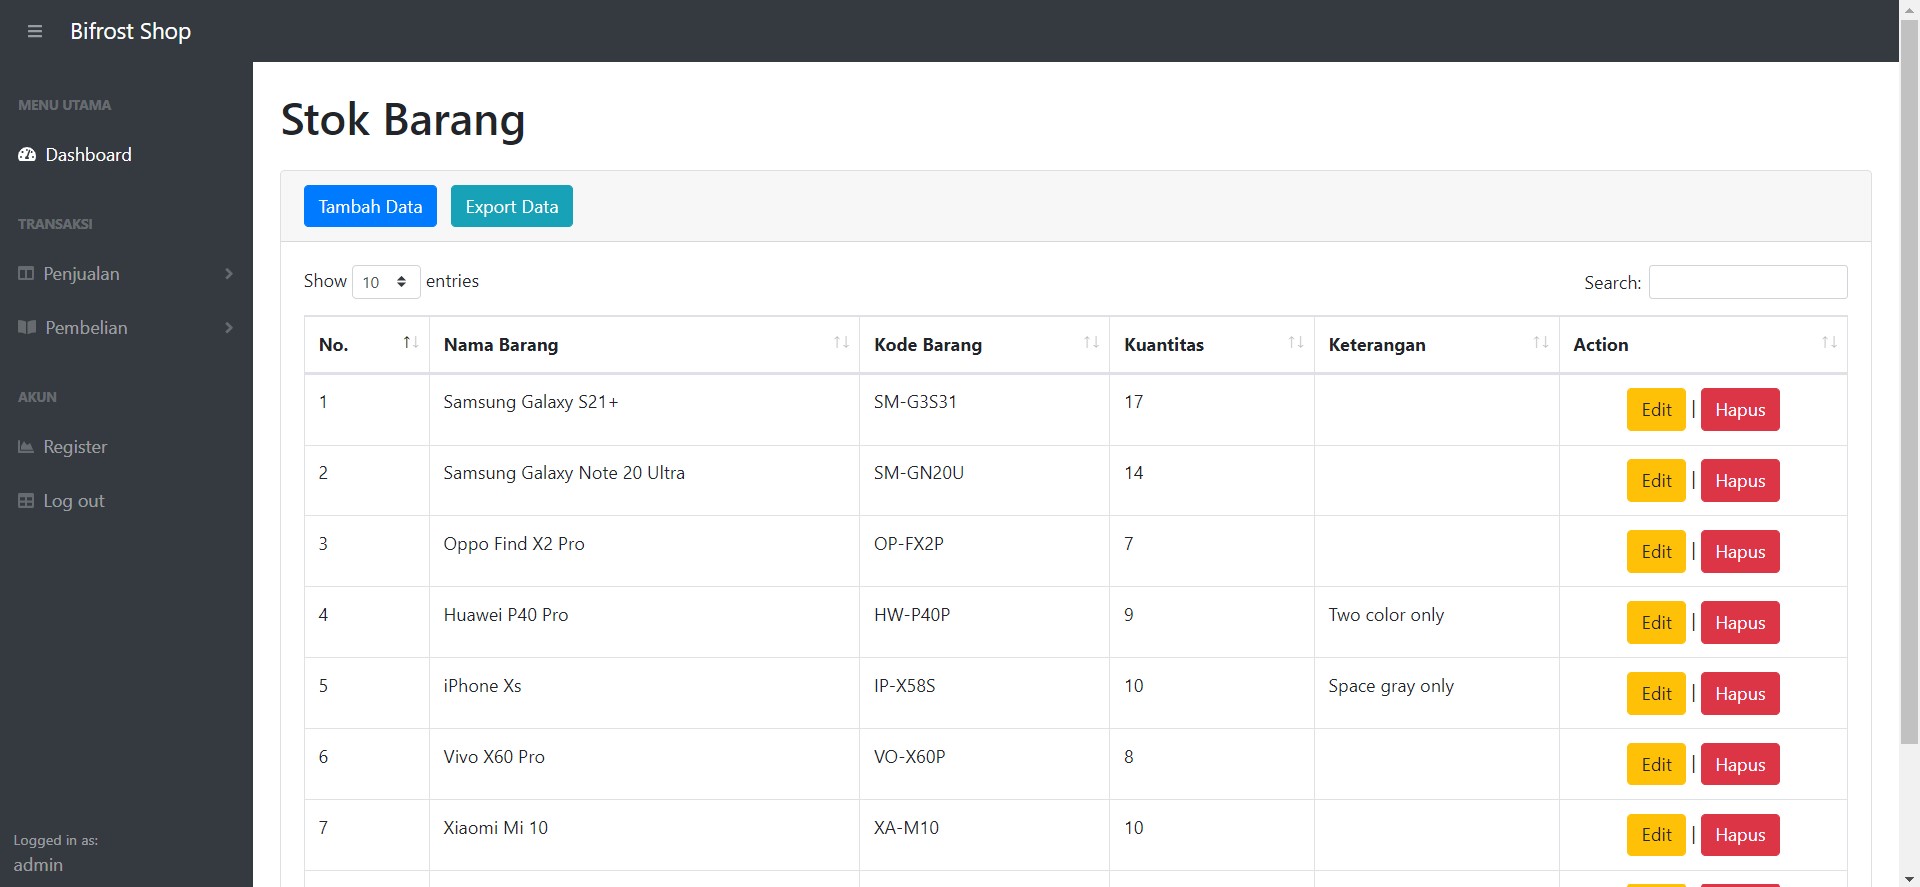 Bifrost Shop
MENU UTAMA
Dashboard
TRANSAKSI
Penjualan
Pembelian
AKUN
Register
Log out
Logged in as:
admin
Stok Barang
Tambah Data Export Data
Show 10 entries Search:
No. Nama Barang Kode Barang Kuantitas Keterangan Action
1 Samsung Galaxy S21+ SM-G3S31 17 Edit | Hapus
2 Samsung Galaxy Note 20 Ultra SM-GN20U 14 Edit | Hapus
3 Oppo Find X2 Pro OP-FX2P 7 Edit | Hapus
4 Huawei P40 Pro HW-P40P 9 Two color only Edit | Hapus
5 iPhone Xs IP-X58S 10 Space gray only Edit | Hapus
6 Vivo X60 Pro VO-X60P 8 Edit | Hapus
7 Xiaomi Mi 10 XA-M10 10 Edit | Hapus